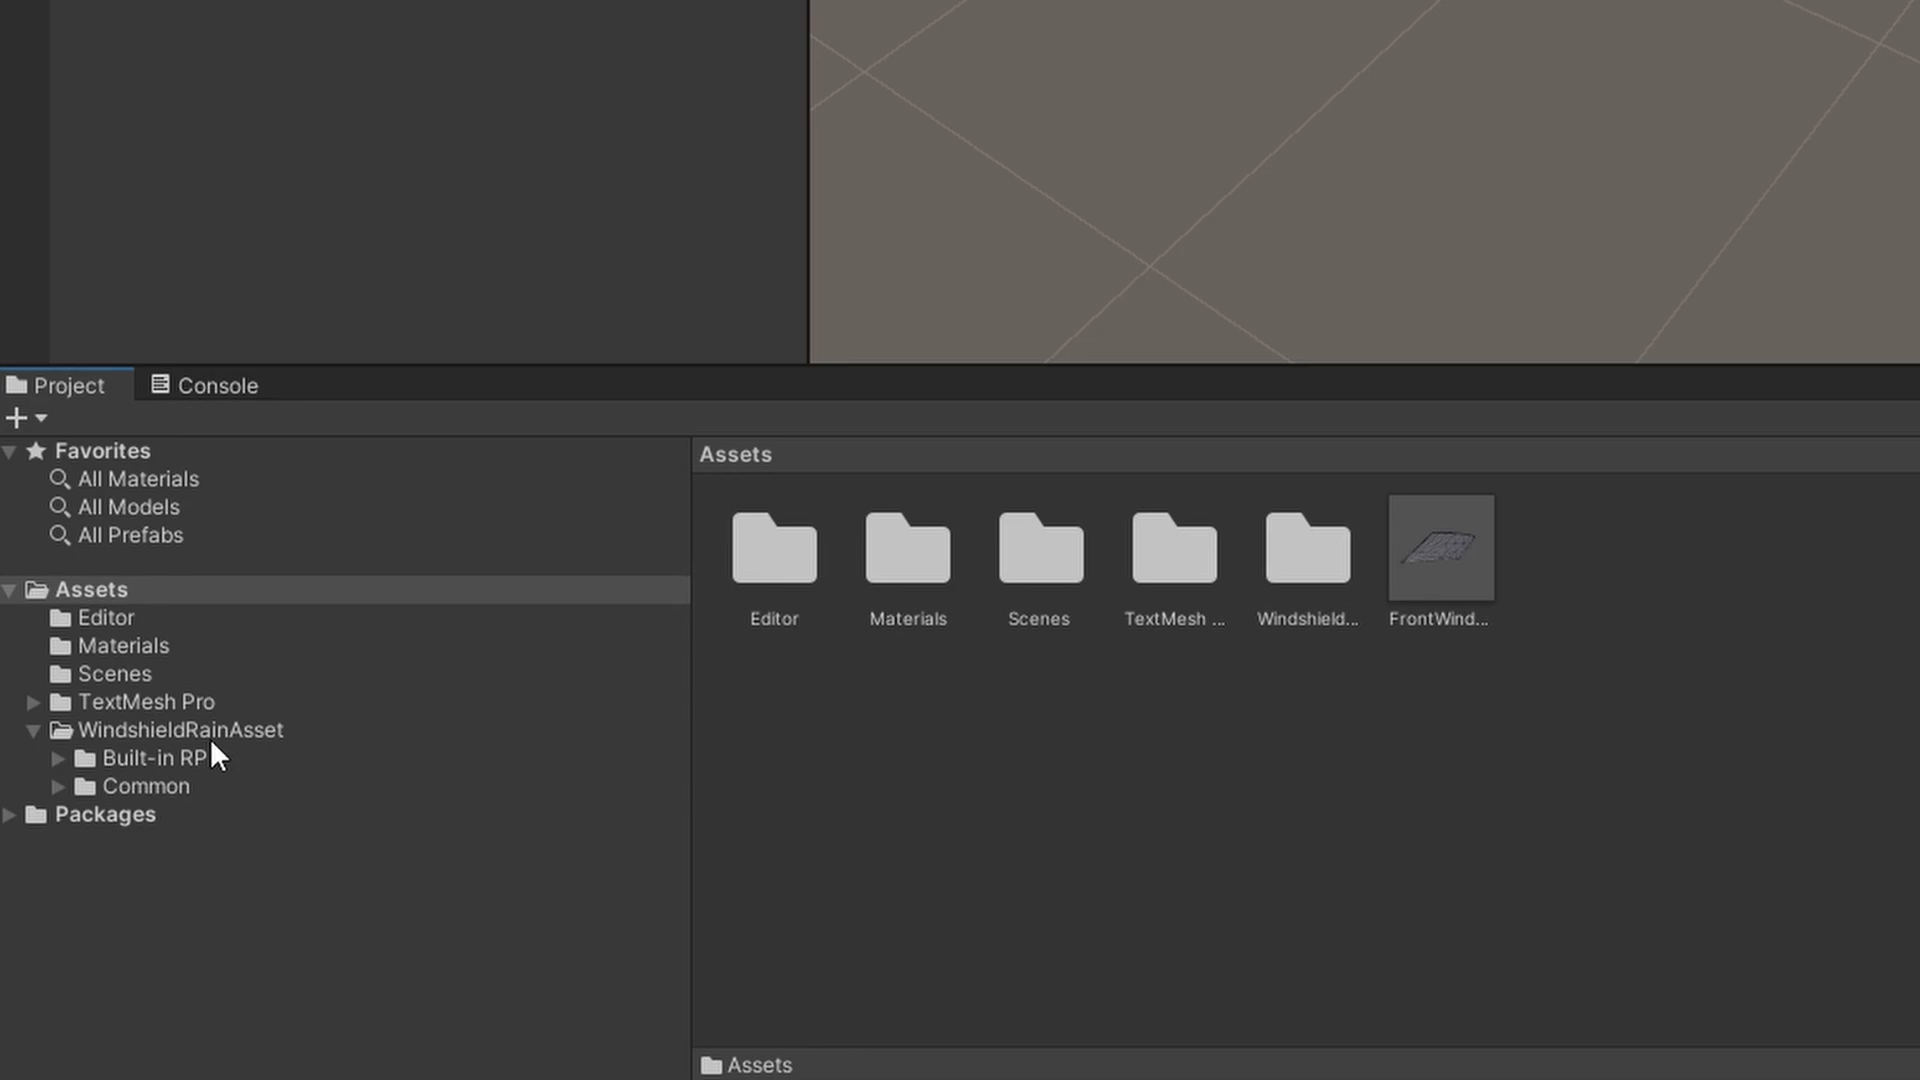 Project
Console
Favorites
All Materials
All Models
All Prefabs
Assets
Editor
Materials
Scenes
TextMesh Pro
WindshieldRainAsset
Built-in RP
Common
Packages
Assets
Editor
Materials
Scenes
TextMesh ...
Windshield...
FrontWind...
Assets